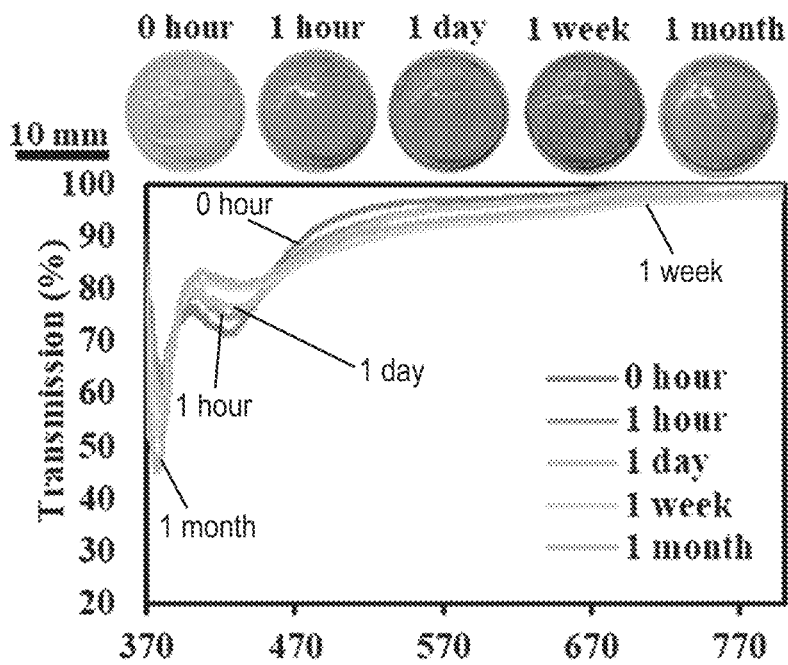 0 hour 1 hour 1 day 1 week 1 month
10 mm
100
90
80
70
60
50
40
30
20
Transmission (%)
0 hour
1 week
1 day
1 hour
1 month
0 hour
1 hour
1 day
1 week
1 month
370 470 570 670 770